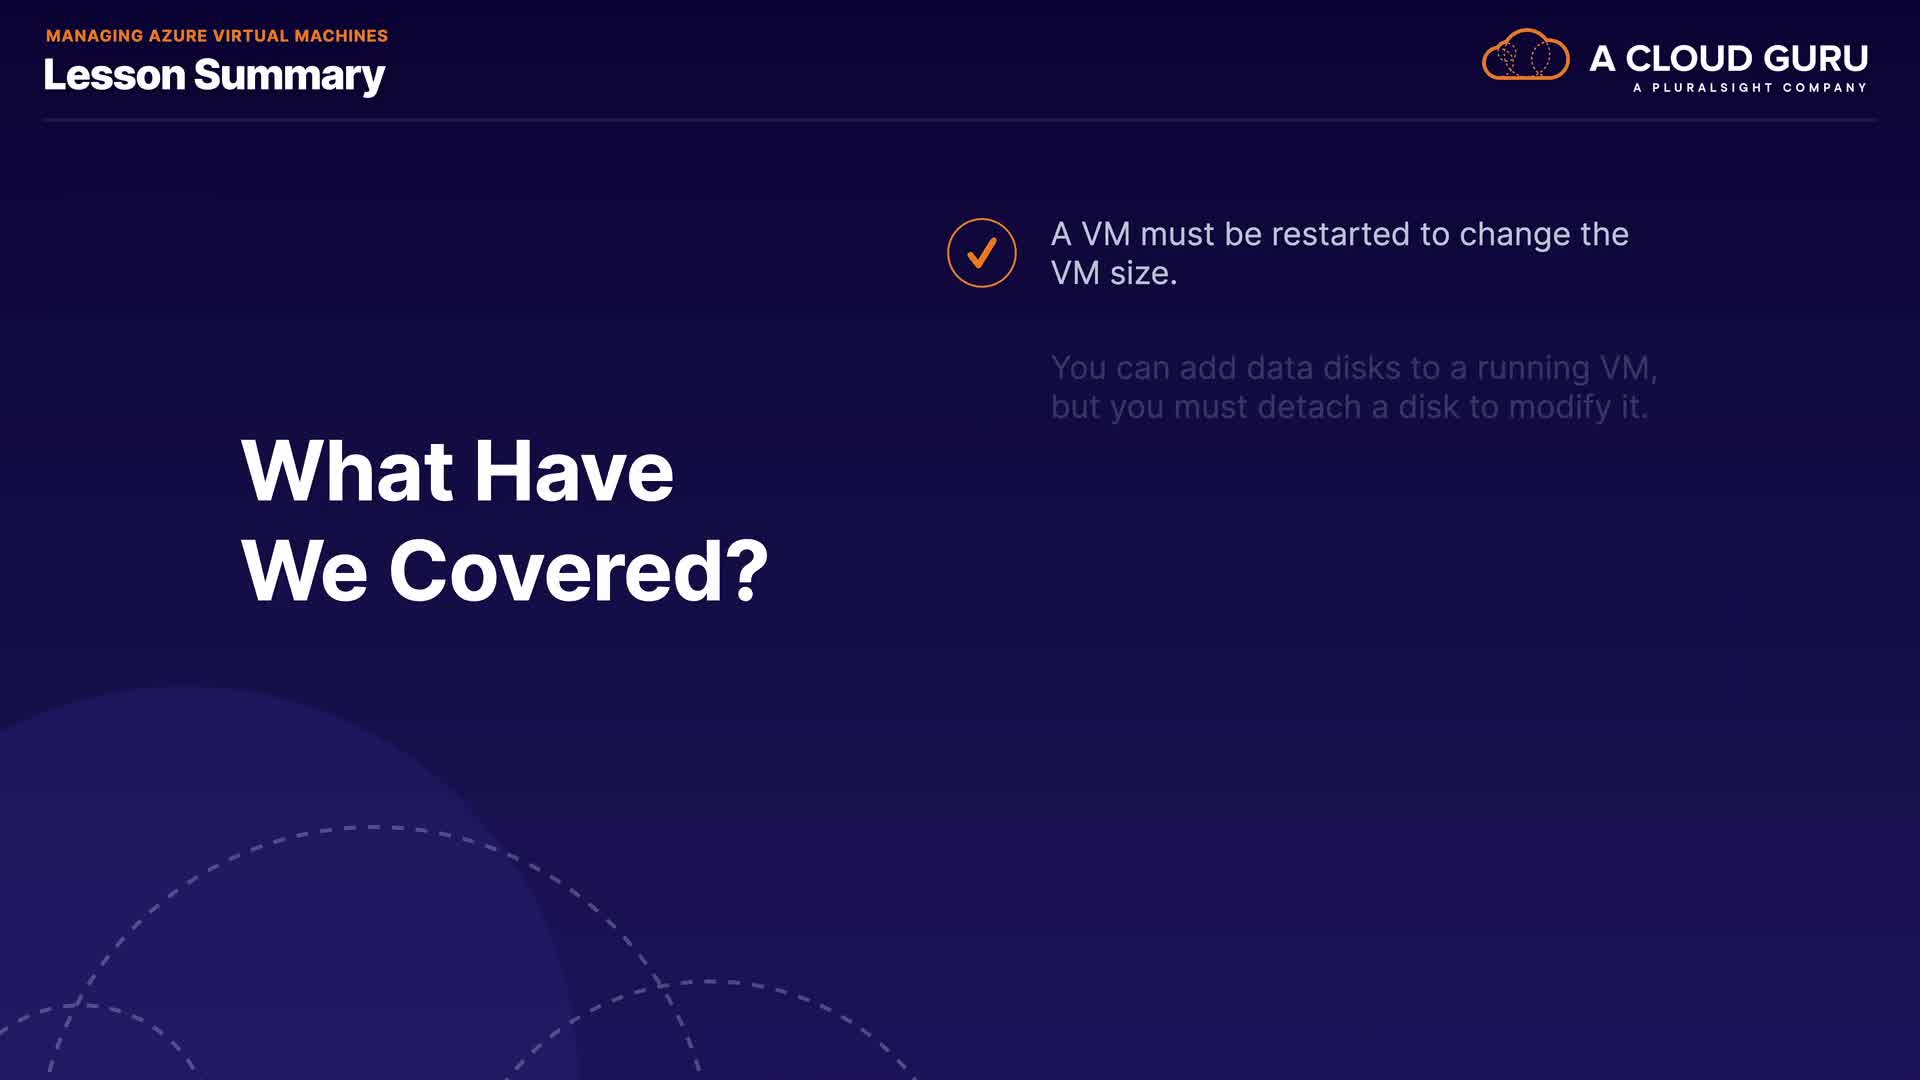 MANAGING AZURE VIRTUAL MACHINES
Lesson Summary
A CLOUD GURU
A PLURALSIGHT COMPANY
What Have
We Covered?
A VM must be restarted to change the
VM size.
You can add data disks to a running VM,
but you must detach a disk to modify it.